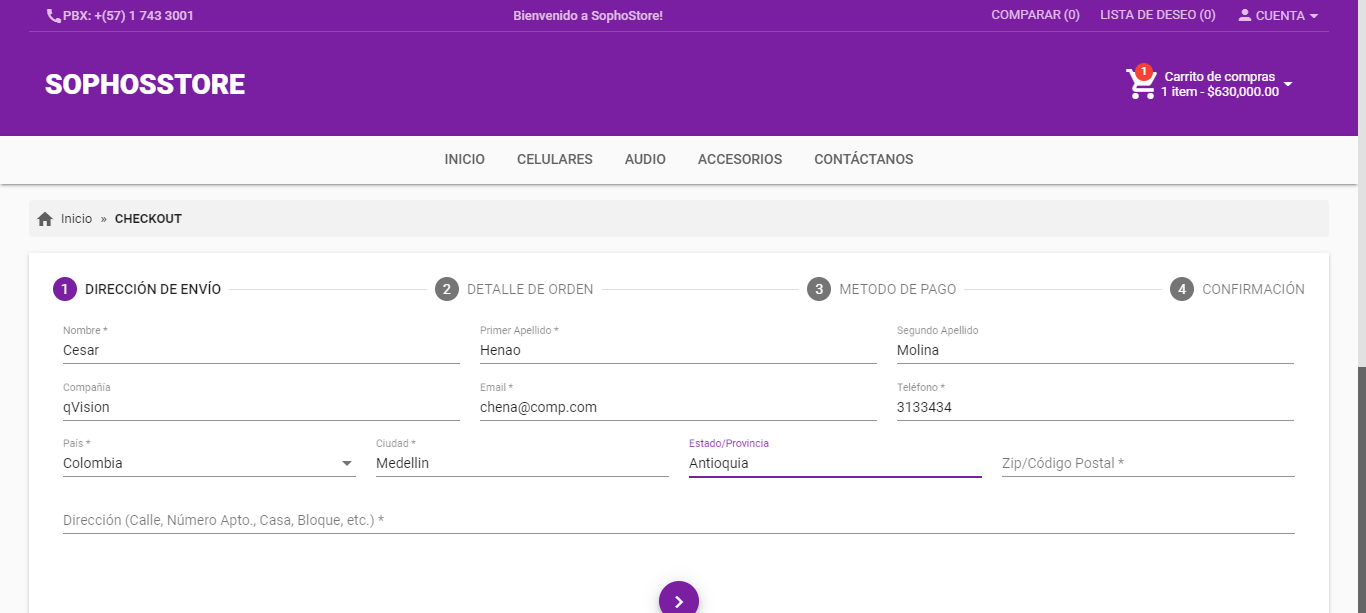 PBX: +(57) 1 743 3001
Bienvenido a SophoStore!
COMPARAR (0)
LISTA DE DESEO (0)
CUENTA
SOPHOSSTORE
1
Carrito de compras
1 item - $630,000.00
INICIO
CELULARES
AUDIO
ACCESORIOS
CONTÁCTANOS
Inicio » CHECKOUT
1 DIRECCIÓN DE ENVÍO
2 DETALLE DE ORDEN
3 METODO DE PAGO
4 CONFIRMACIÓN
Nombre *
Cesar
Primer Apellido *
Henao
Segundo Apellido
Molina
Compañia
qVision
Email *
chena@comp.com
Teléfono *
3133434
País *
Colombia
Ciudad *
Medellin
Estado/Provincia
Antioquia
Zip/Código Postal *
Dirección (Calle, Número Apto., Casa, Bloque, etc.) *